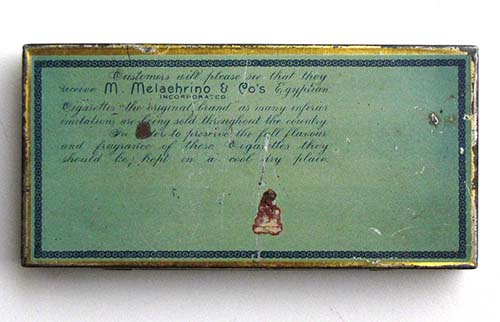 Customers will please see that they
receive M. Melachrino & Co's Egyptian
INCORPORATED.
Cigarettes "the original brand" as many inferior
imitations are being sold throughout the country.
In order to preserve the full flavour
and fragrance of these Cigarettes they
should be kept in a cool dry place.